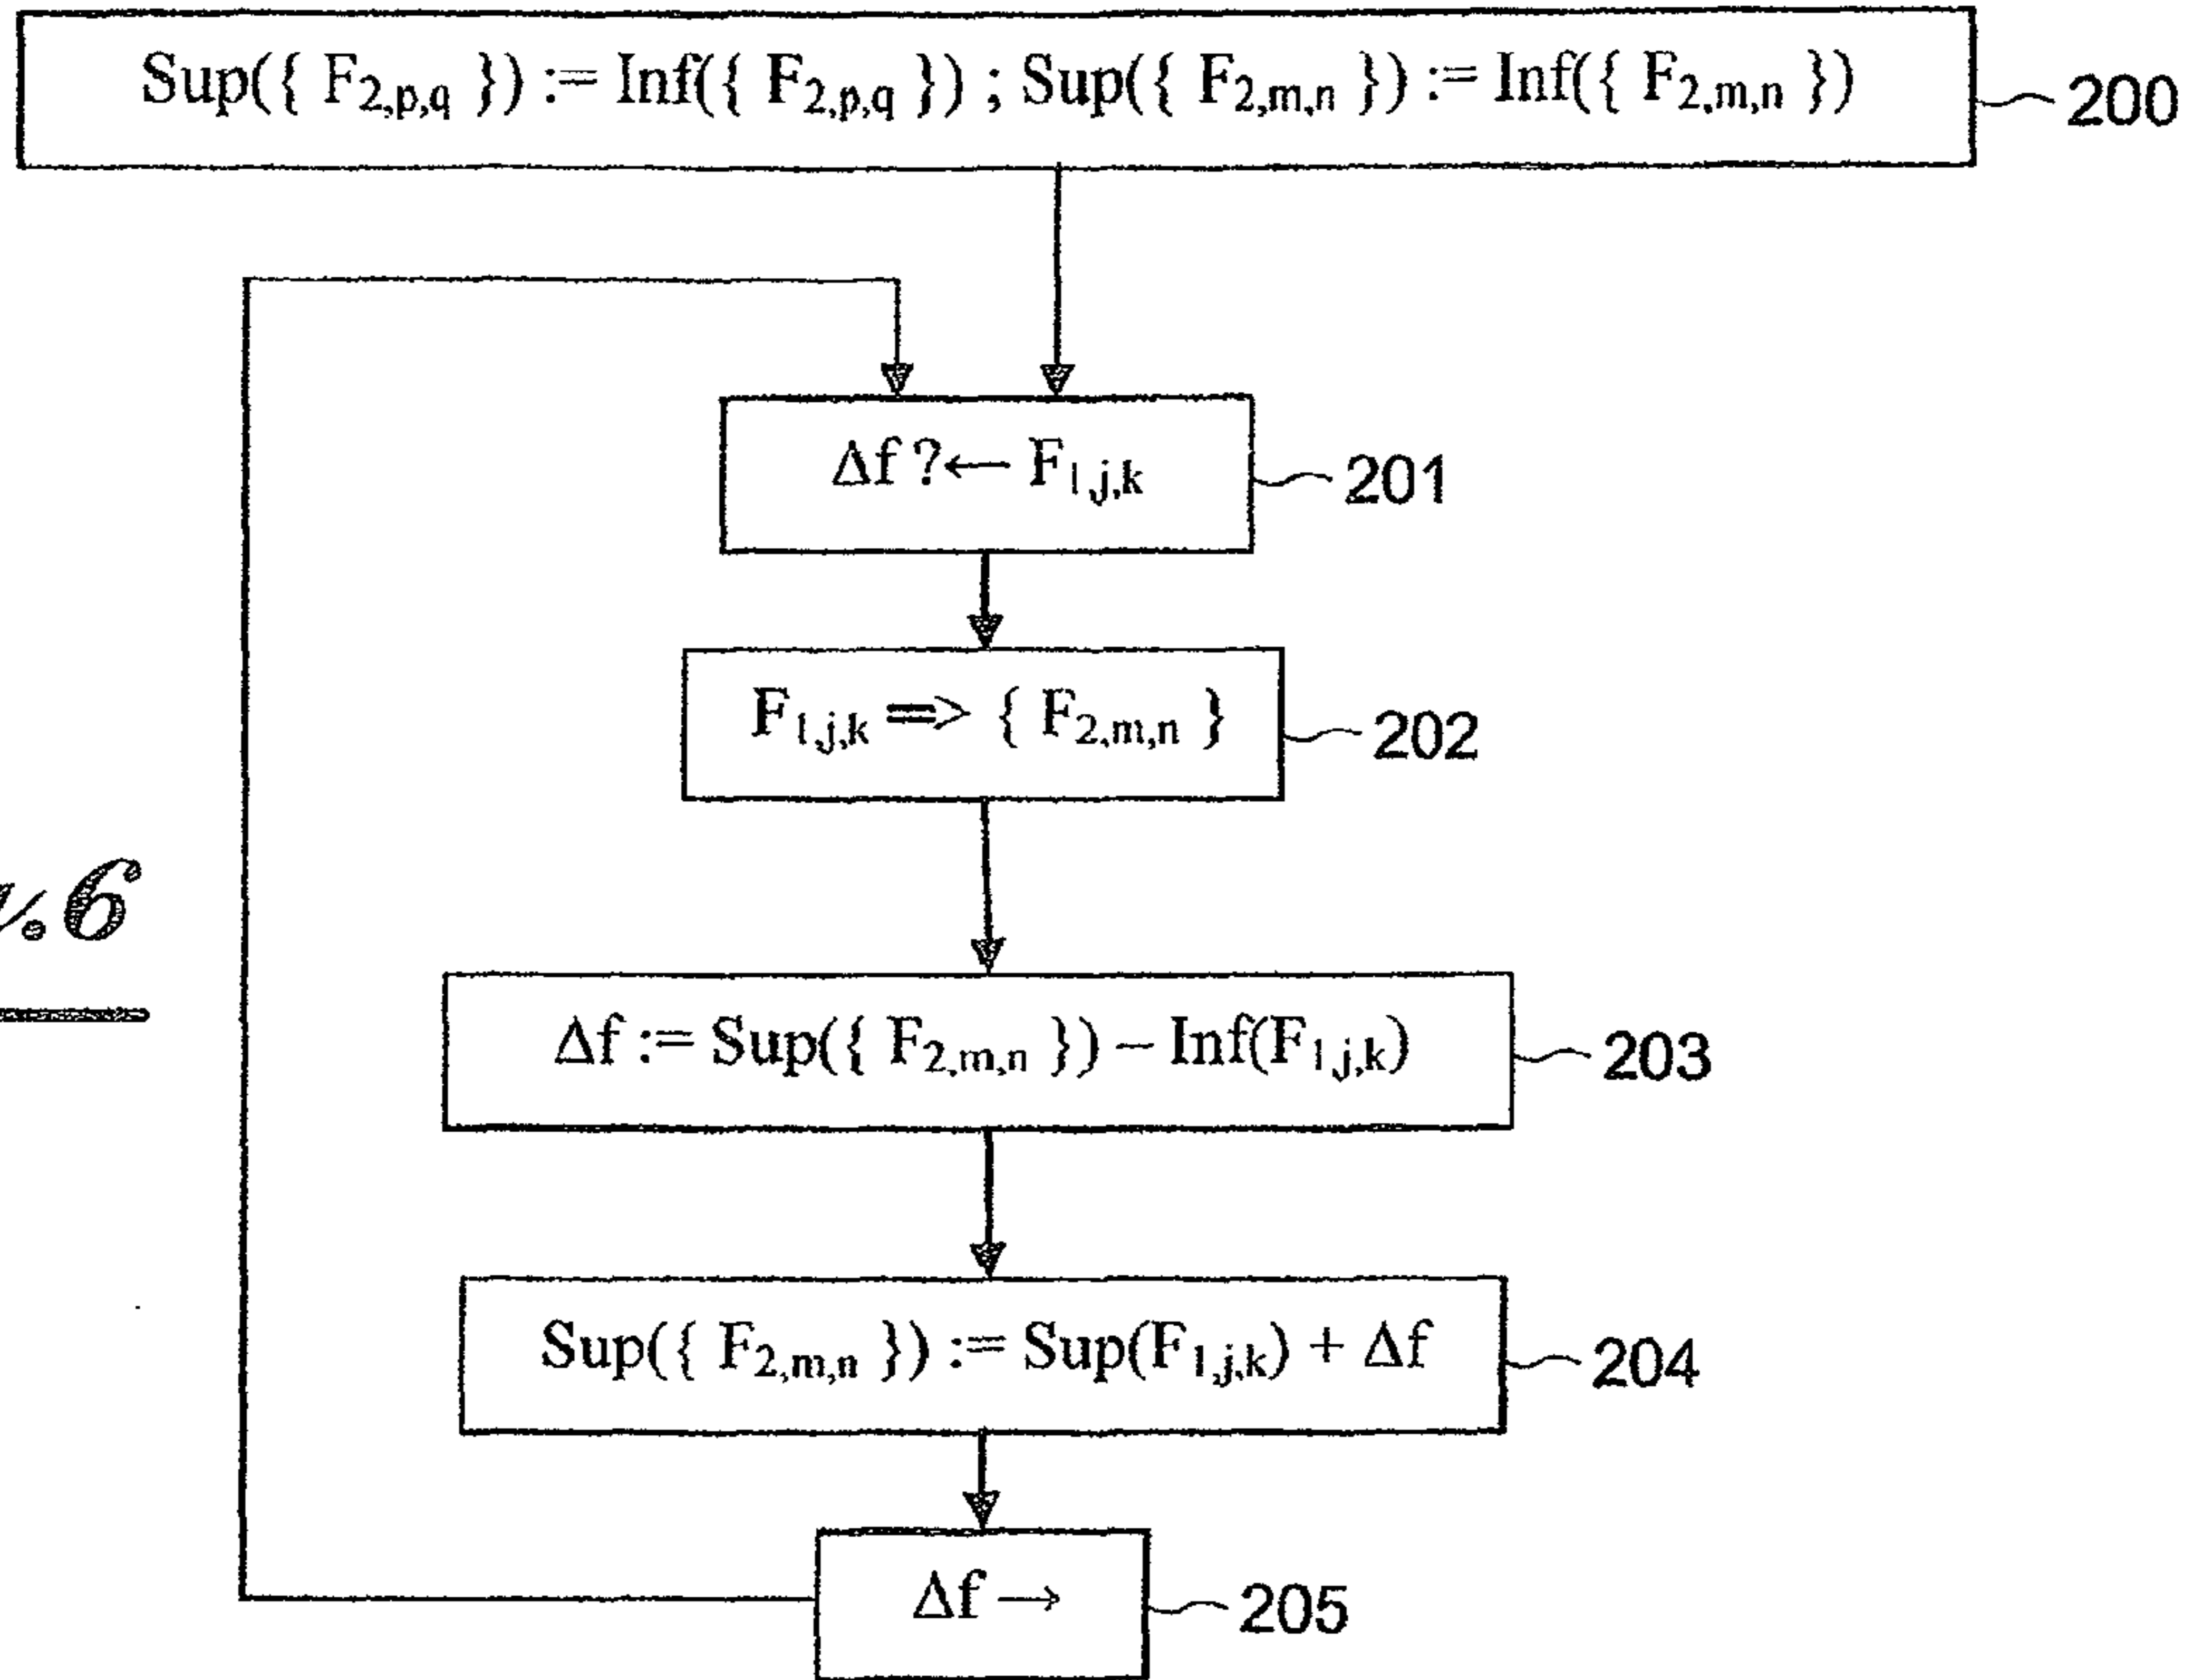 Sup({ F₂,p,q }) := Inf({ F₂,p,q }) ; Sup({ F₂,m,n }) := Inf({ F₂,m,n })
200
Δf ?← F₁,j,k
201
F₁,j,k => { F₂,m,n }
202
6
Δf := Sup({ F₂,m,n }) – Inf(F₁,j,k)
203
Sup({ F₂,m,n }) := Sup(F₁,j,k) + Δf
204
Δf →
205